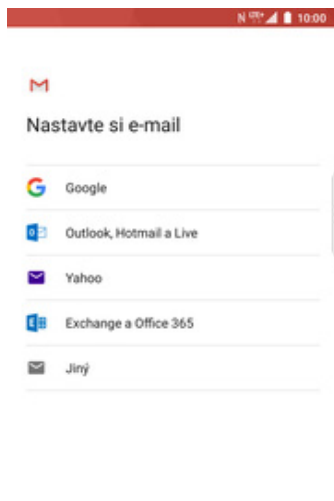 N 10:00
Nastavte si e-mail
Google
Outlook, Hotmail a Live
Yahoo
Exchange a Office 365
Jiný